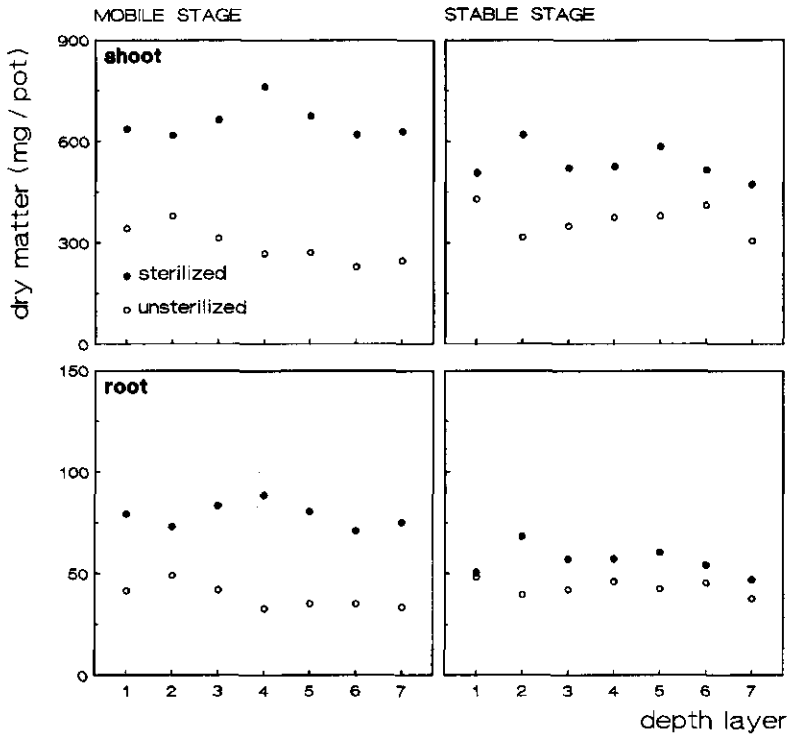 MOBILE STAGE
STABLE STAGE
dry matter (mg / pot)
900
600
300
0
shoot
sterilized
unsterilized
150
100
50
0
root
1 2 3 4 5 6 7
1 2 3 4 5 6 7
depth layer